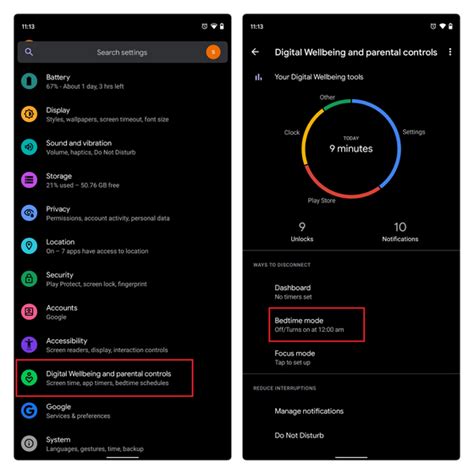 11:13
Search settings
S
Battery
67% - About 1 day, 3 hrs left
Display
Styles, wallpapers, screen timeout, font size
Sound and vibration
Volume, haptics, Do Not Disturb
Storage
21% used - 50.76 GB free
Privacy
Permissions, account activity, personal data
Location
On – 7 apps have access to location
Security
Play Protect, screen lock, fingerprint
Accounts
Google
Accessibility
Screen readers, display, interaction controls
Digital Wellbeing and parental controls
Screen time, app timers, bedtime schedules
Google
Services & preferences
System
Languages, gestures, time, backup
11:13
Digital Wellbeing and parental controls
Your Digital Wellbeing tools
Other
Clock
Settings
TODAY
9 minutes
Play Store
9
Unlocks
10
Notifications
WAYS TO DISCONNECT
Dashboard
No timers set
Bedtime mode
Off/Turns on at 12:00 am
Focus mode
Tap to set up
REDUCE INTERRUPTIONS
Manage notifications
Do Not Disturb